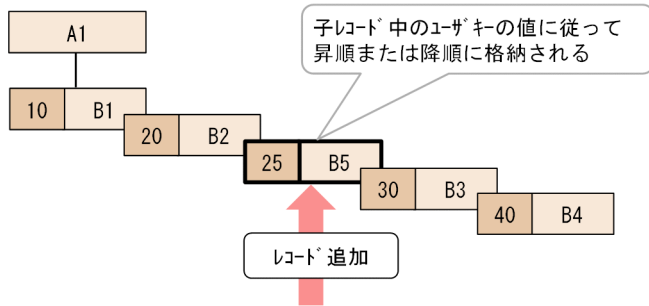 子ﾚｺｰﾄﾞ中のﾕｰｻﾞｷｰの値に従って
昇順または降順に格納される
A1
10 B1
20 B2
25 B5
30 B3
40 B4
ﾚｺｰﾄﾞ追加